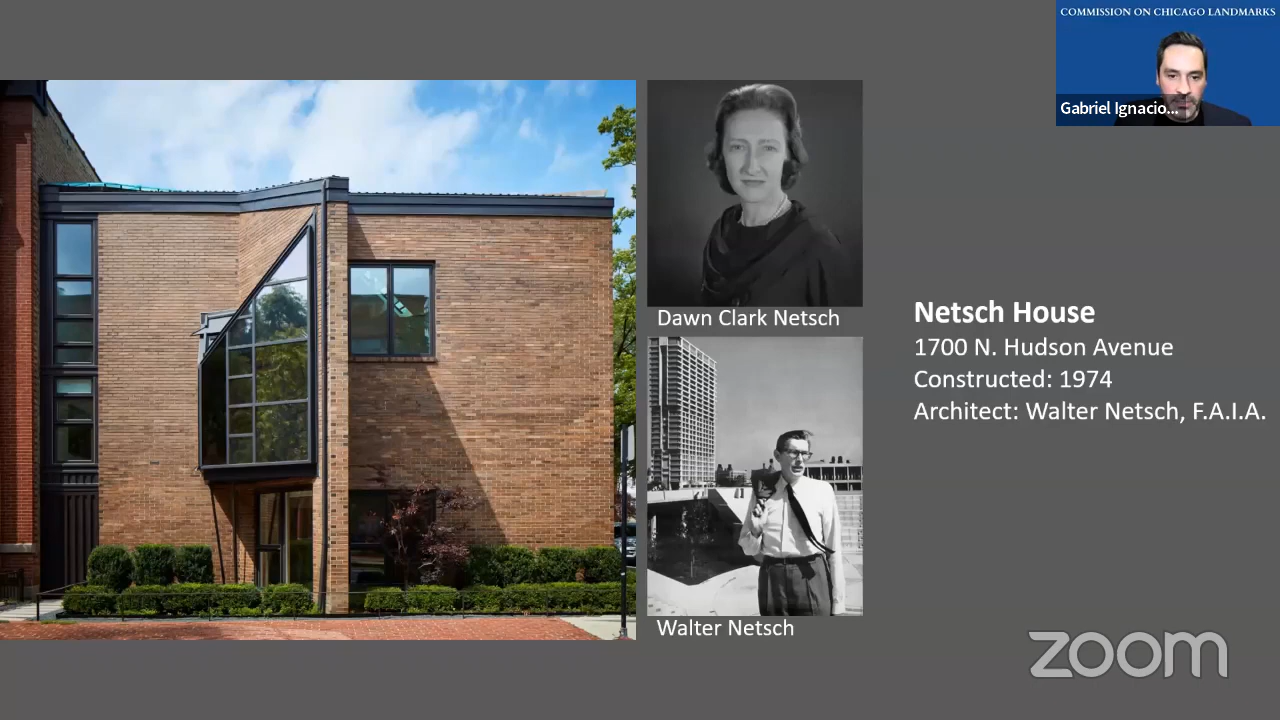 COMMISSION ON CHICAGO LANDMARKS
Gabriel Ignacio...
Dawn Clark Netsch
Netsch House
1700 N. Hudson Avenue
Constructed: 1974
Architect: Walter Netsch, F.A.I.A.
Walter Netsch
zoom